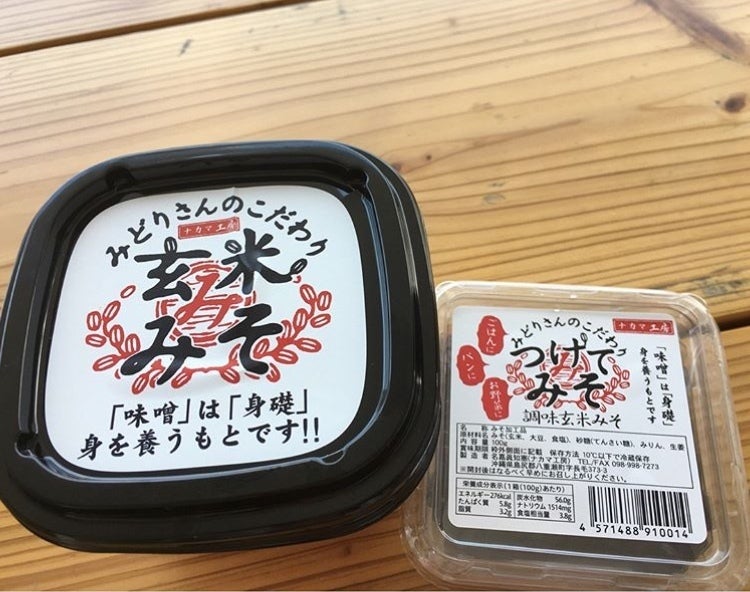 みどりさんのこだわり
ナカマ工房
玄米
みそ
「味噌」は「身礎」
身を養うもとです!!
みどりさんのこだわり
ナカマ工房
ごはんに
パンに
お野菜に
つけて
みそ
調味玄米みそ
「味噌」は「身礎」
身を養うもとです
名 称 みそ加工品
原材料名 みそ(玄米、大豆、食塩)、砂糖(てんさい糖)、みりん、生姜
内 容 量 100g
賞味期限 枠外側面に記載 保存方法 10℃以下で冷蔵保存
製 造 者 名嘉真知恵(ナカマ工房) TEL/FAX 098-998-7273
沖縄県島尻郡八重瀬町字長毛373-3
※開封後はなるべく早めにお召し上がりください。
栄養成分表示(1箱(100g)あたり)
エネルギー 276kcal 炭水化物 56.0g
たんぱく質 5.8g ナトリウム 1514mg
脂質 3.2g 食塩相当量 3.8g
4 571488 910014